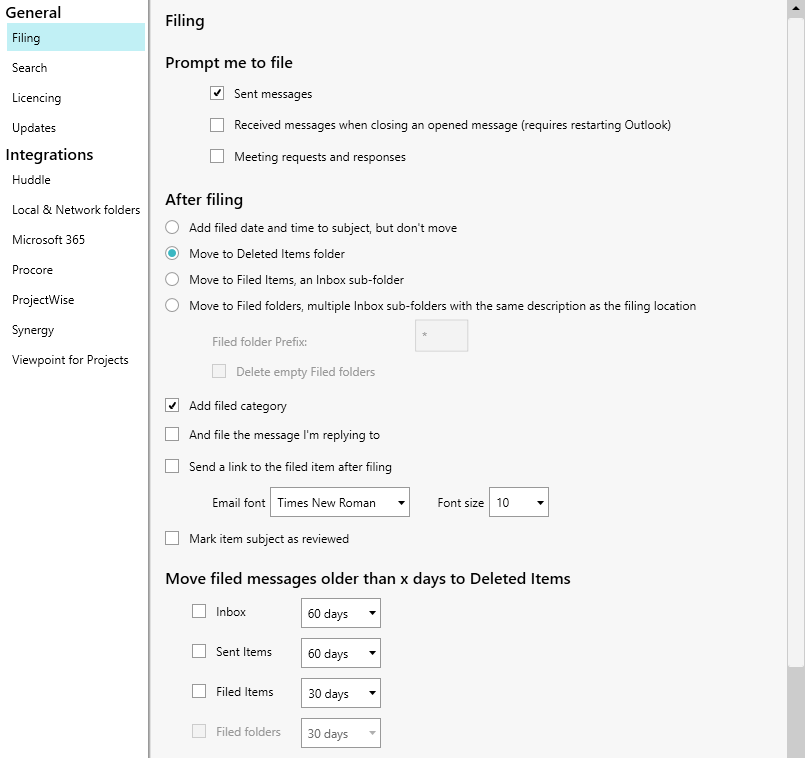 General
Filing
Search
Licencing
Updates
Integrations
Huddle
Local & Network folders
Microsoft 365
Procore
ProjectWise
Synergy
Viewpoint for Projects
Filing
Prompt me to file
Sent messages
Received messages when closing an opened message (requires restarting Outlook)
Meeting requests and responses
After filing
Add filed date and time to subject, but don't move
Move to Deleted Items folder
Move to Filed Items, an Inbox sub-folder
Move to Filed folders, multiple Inbox sub-folders with the same description as the filing location
Filed folder Prefix: *
Delete empty Filed folders
Add filed category
And file the message I'm replying to
Send a link to the filed item after filing
Email font Times New Roman Font size 10
Mark item subject as reviewed
Move filed messages older than x days to Deleted Items
Inbox 60 days
Sent Items 60 days
Filed Items 30 days
Filed folders 30 days